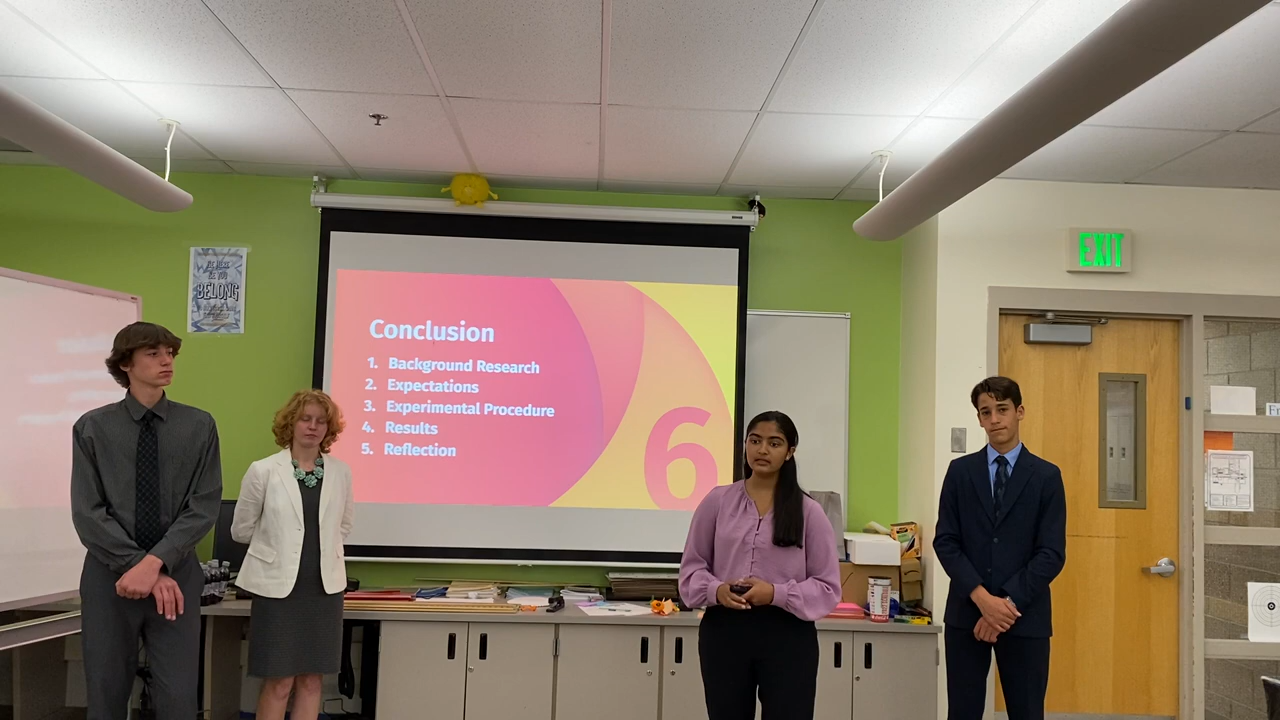 BELONG
EXIT
Conclusion
1. Background Research
2. Expectations
3. Experimental Procedure
4. Results
5. Reflection
6